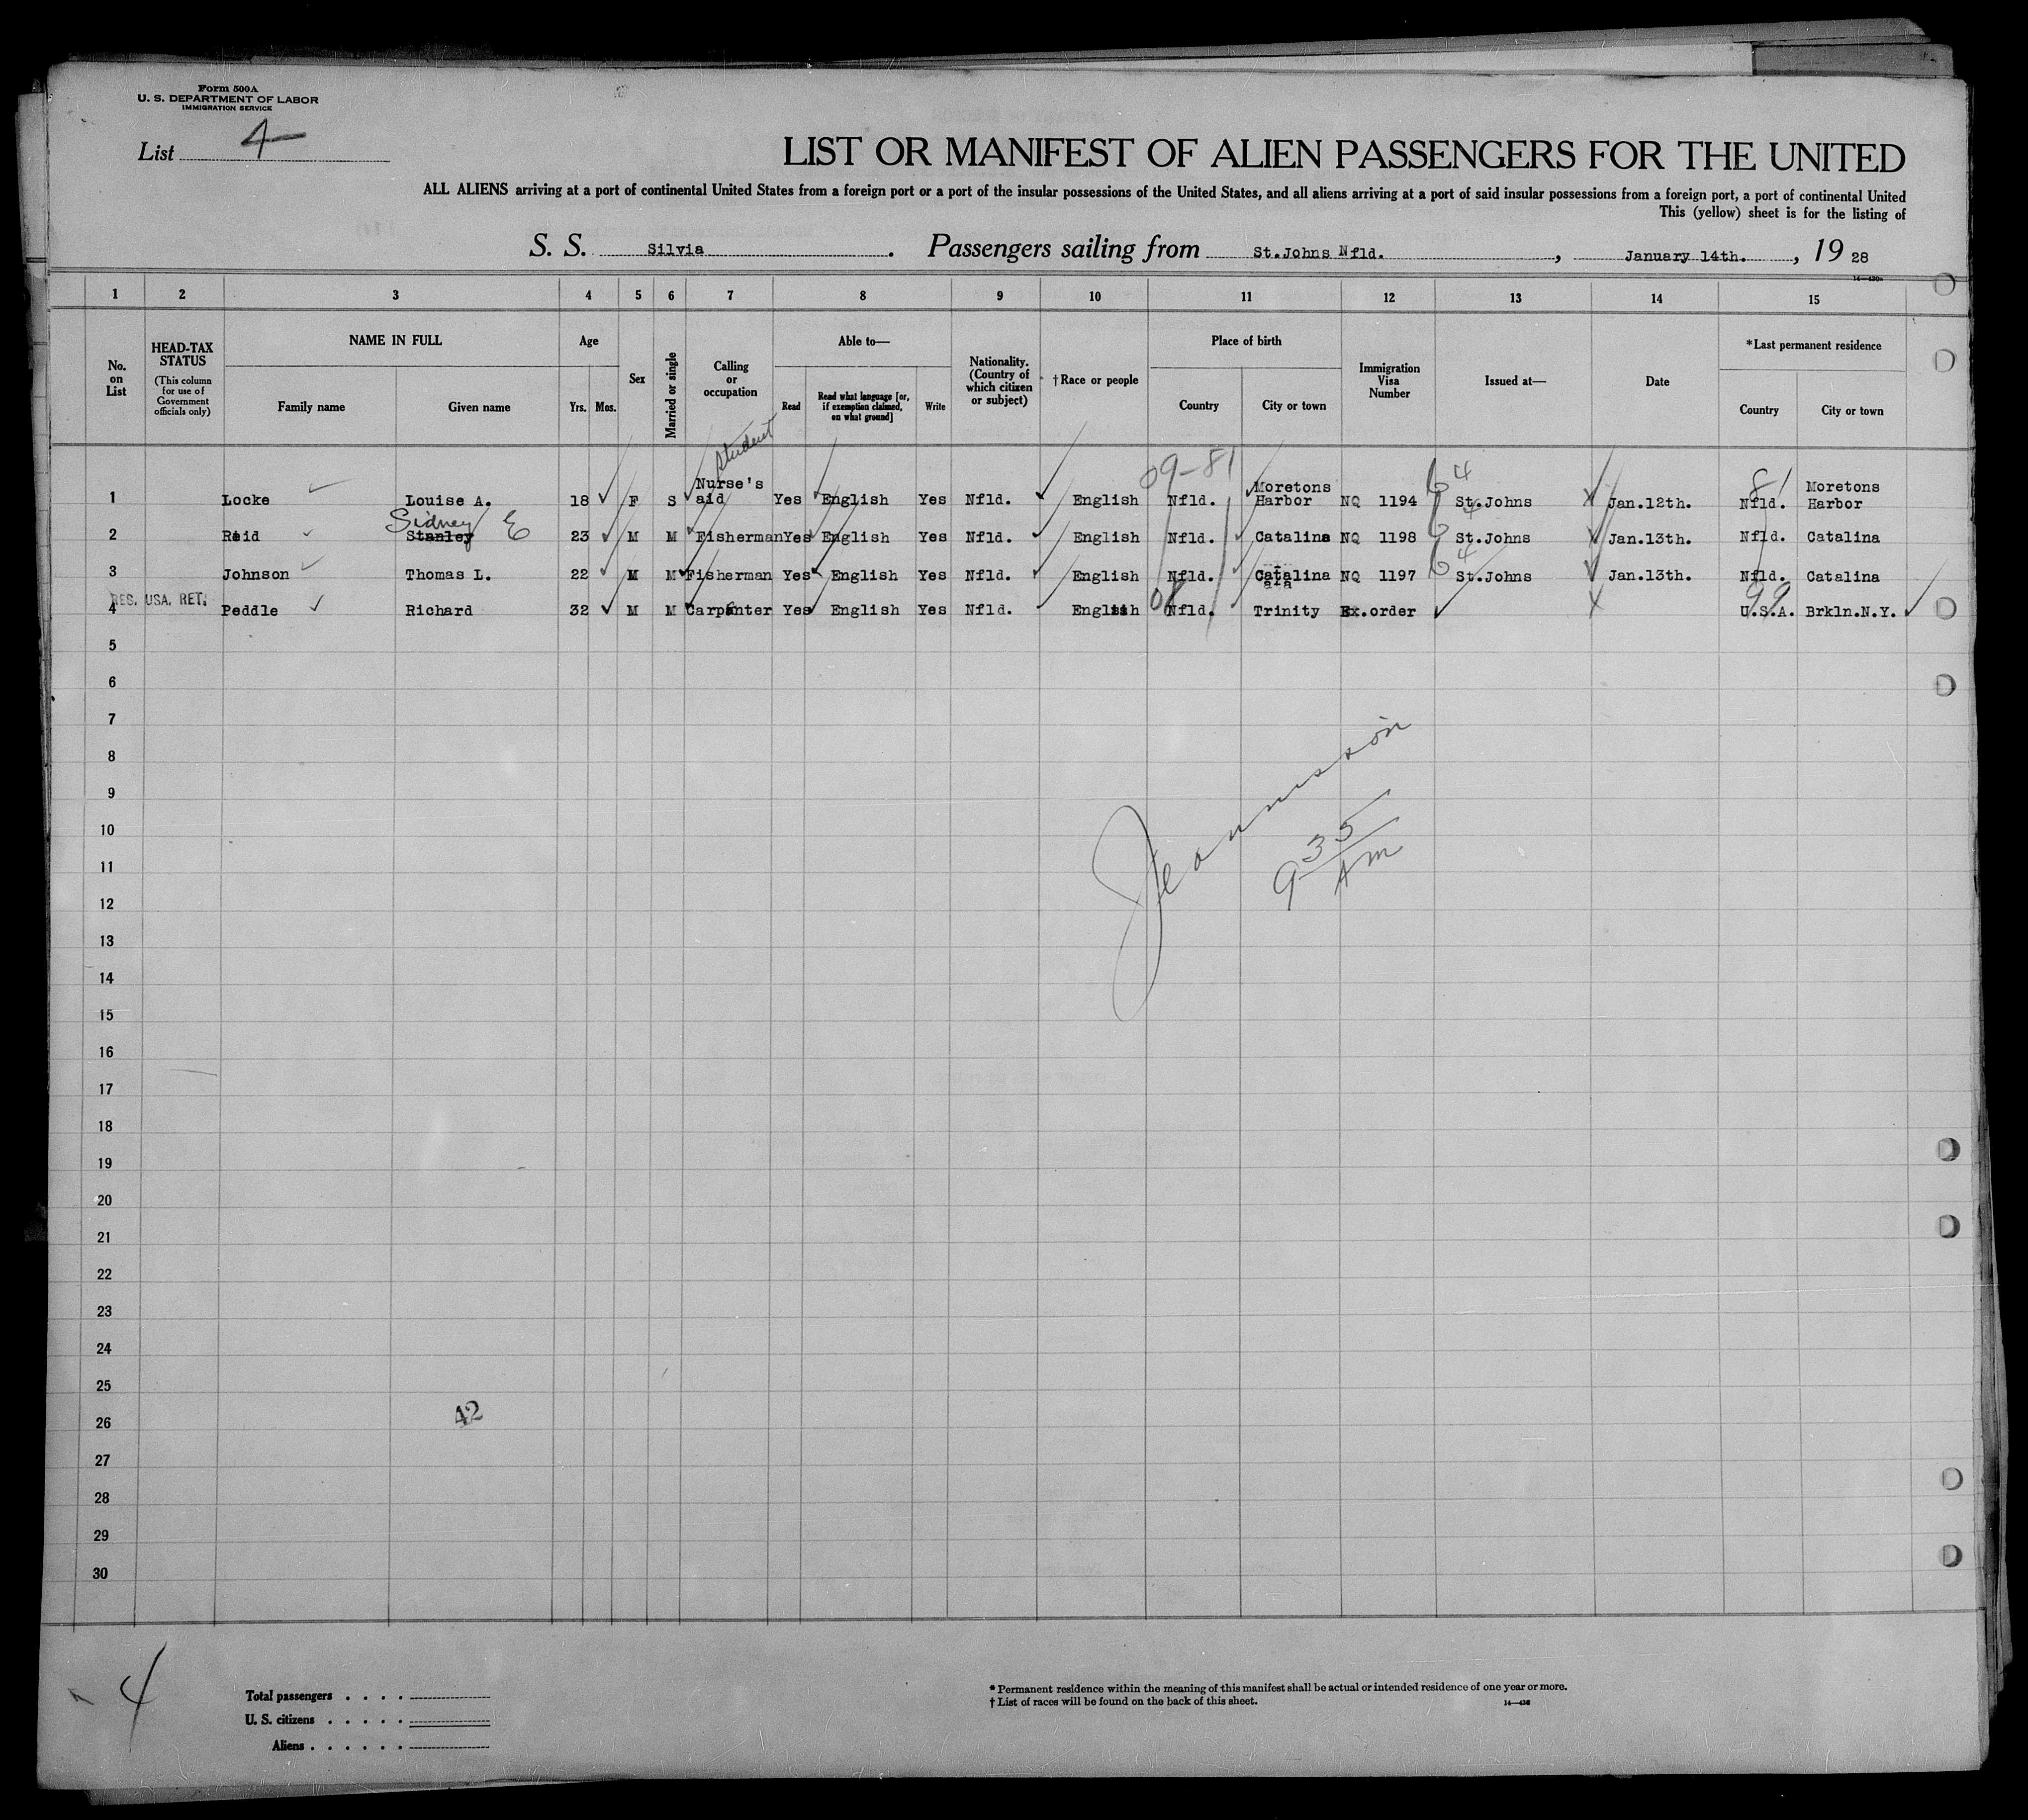 Form 500A
U. S. DEPARTMENT OF LABOR
IMMIGRATION SERVICE
List 4
LIST OR MANIFEST OF ALIEN PASSENGERS FOR THE UNITED
ALL ALIENS arriving at a port of continental United States from a foreign port or a port of the insular possessions of the United States, and all aliens arriving at a port of said insular possessions from a foreign port, a port of continental United
This (yellow) sheet is for the listing of
S. S. Silvia. Passengers sailing from St.Johns Nfld., January 14th., 19 28
1 2 3 4 5 6 7 8 9 10 11 12 13 14 15
No. on List
HEAD-TAX STATUS
(This column for use of Government officials only)
NAME IN FULL
Family name Given name
Age
Yrs. Mos.
Sex
Married or single
Calling or occupation
Able to—
Read Read what language [or, if exemption claimed, on what ground] Write
Nationality. (Country of which citizen or subject)
†Race or people
Place of birth
Country City or town
Immigration Visa Number
Issued at—
Date
*Last permanent residence
Country City or town
student
09-81 4 81
1 Locke Louise A. 18 F S Nurse's aid Yes English Yes Nfld. English Nfld. Moretons Harbor NQ 1194 St.Johns Jan.12th. Nfld. Moretons Harbor
Sidney E
2 Reid Stanley 23 M M Fisherman Yes English Yes Nfld. English Nfld. Catalina NQ 1198 St.Johns Jan.13th. Nfld. Catalina
3 Johnson Thomas L. 22 M M Fisherman Yes English Yes Nfld. English Nfld. Catalina NQ 1197 St.Johns Jan.13th. Nfld. Catalina
RES. USA. RET.
99
4 Peddle Richard 32 M M Carpenter Yes English Yes Nfld. English Nfld. Trinity Ex.order U.S.A. Brkln.N.Y.
5
6
7
8
9
10
11
12
13
14
15
16
17
18
19
20
21
22
23
24
25
26
27
28
29
30
9 35 AM
42
4
Total passengers . . . .
U. S. citizens . . . . .
Aliens . . . . . .
* Permanent residence within the meaning of this manifest shall be actual or intended residence of one year or more.
† List of races will be found on the back of this sheet.